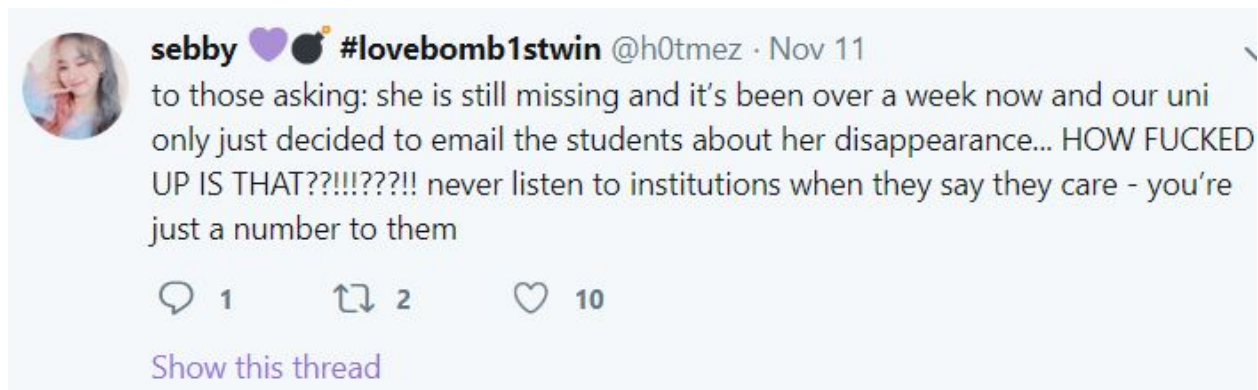 sebby 💜💣 #lovebomb1stwin @h0tmez · Nov 11
to those asking: she is still missing and it’s been over a week now and our uni
only just decided to email the students about her disappearance... HOW FUCKED
UP IS THAT??!!!???!! never listen to institutions when they say they care - you’re
just a number to them
1 2 10
Show this thread